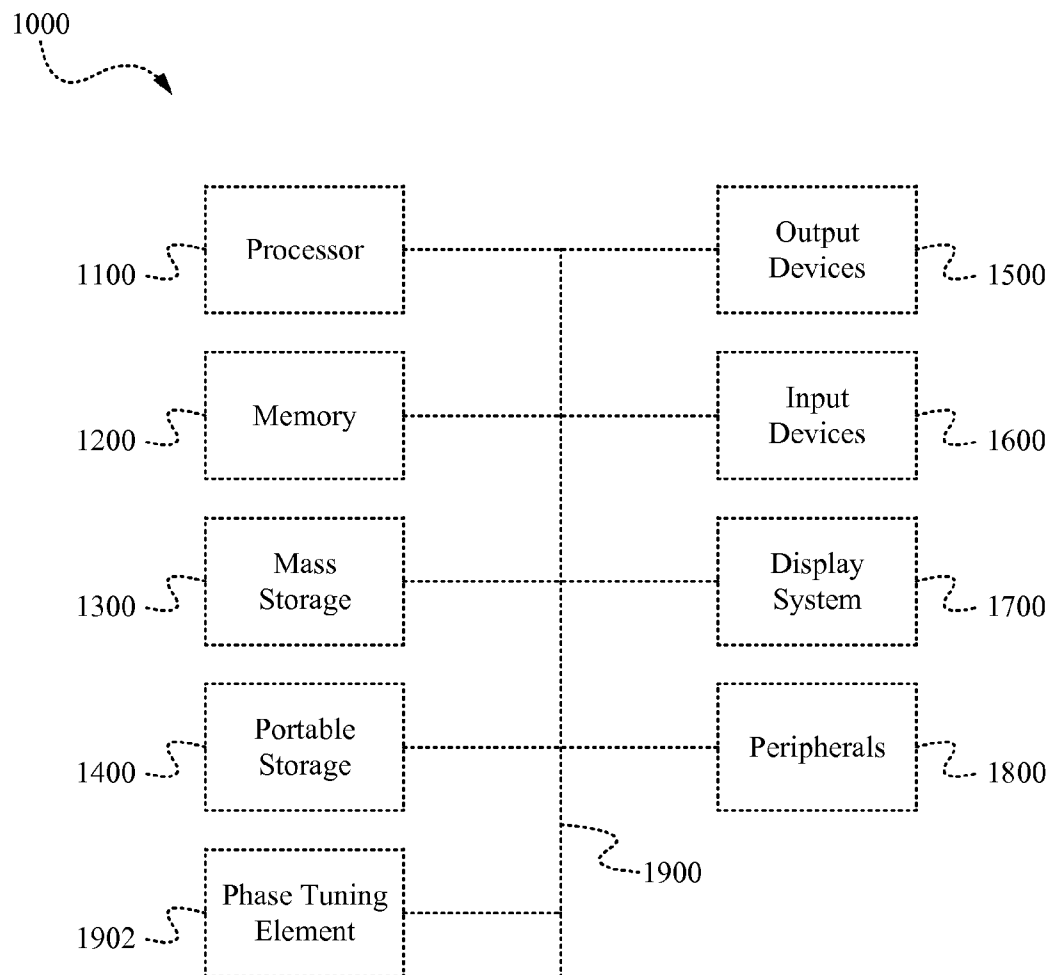 1000
Processor
1100
Output
Devices
1500
Memory
1200
Input
Devices
1600
Mass
Storage
1300
Display
System
1700
Portable
Storage
1400
Peripherals
1800
1900
Phase Tuning
Element
1902